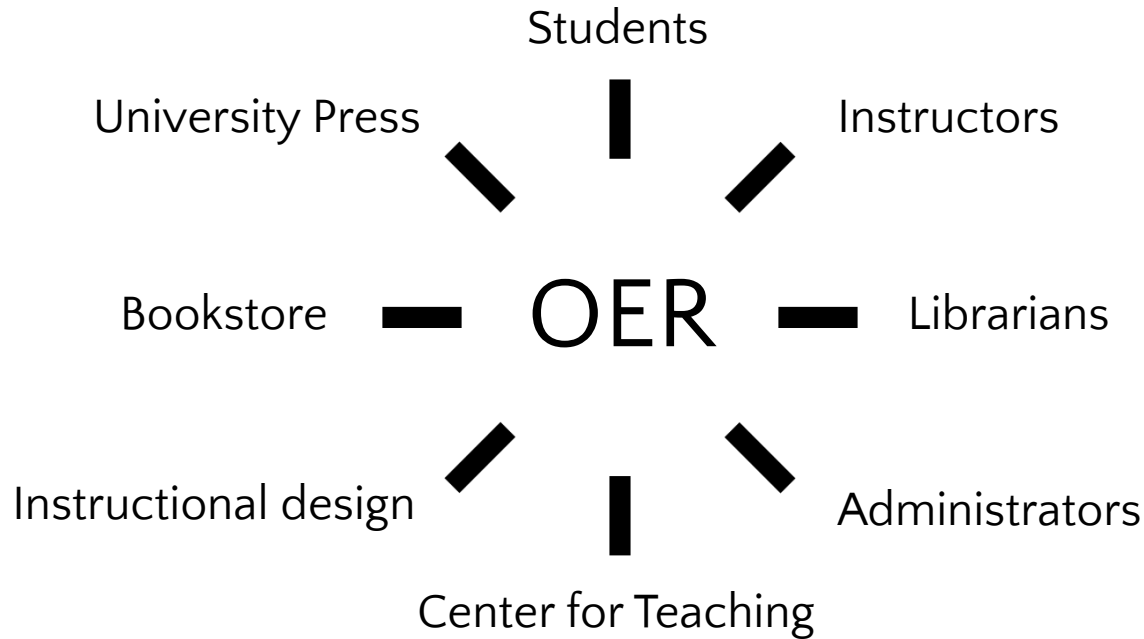 Students
University Press
Instructors
Bookstore
OER
Librarians
Instructional design
Administrators
Center for Teaching